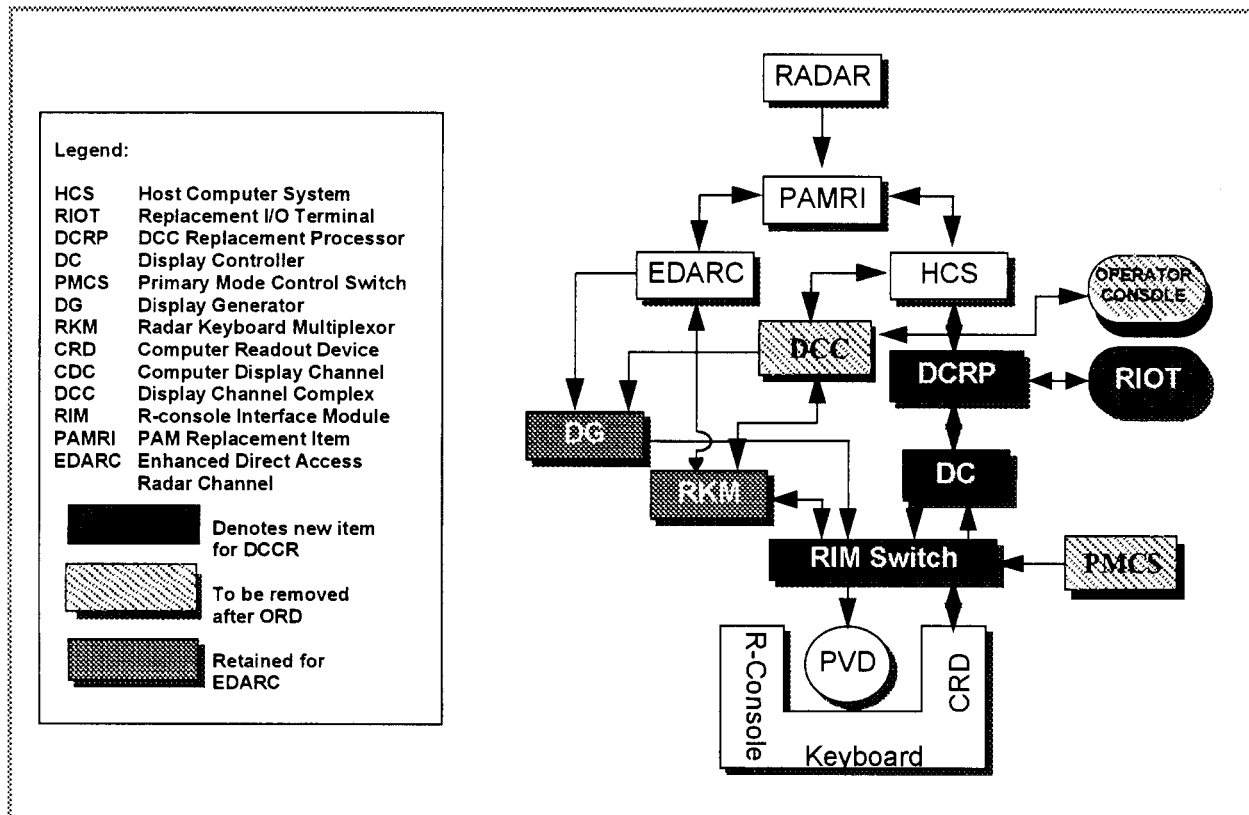 Legend:
HCS Host Computer System
RIOT Replacement I/O Terminal
DCRP DCC Replacement Processor
DC Display Controller
PMCS Primary Mode Control Switch
DG Display Generator
RKM Radar Keyboard Multiplexor
CRD Computer Readout Device
CDC Computer Display Channel
DCC Display Channel Complex
RIM R-console Interface Module
PAMRI PAM Replacement Item
EDARC Enhanced Direct Access
Radar Channel
Denotes new item
for DCCR
To be removed
after ORD
Retained for
EDARC
RADAR
PAMRI
EDARC
HCS
OPERATOR
CONSOLE
DCC
DCRP
RIOT
DG
RKM
DC
RIM Switch
PMCS
R-Console
PVD
CRD
Keyboard